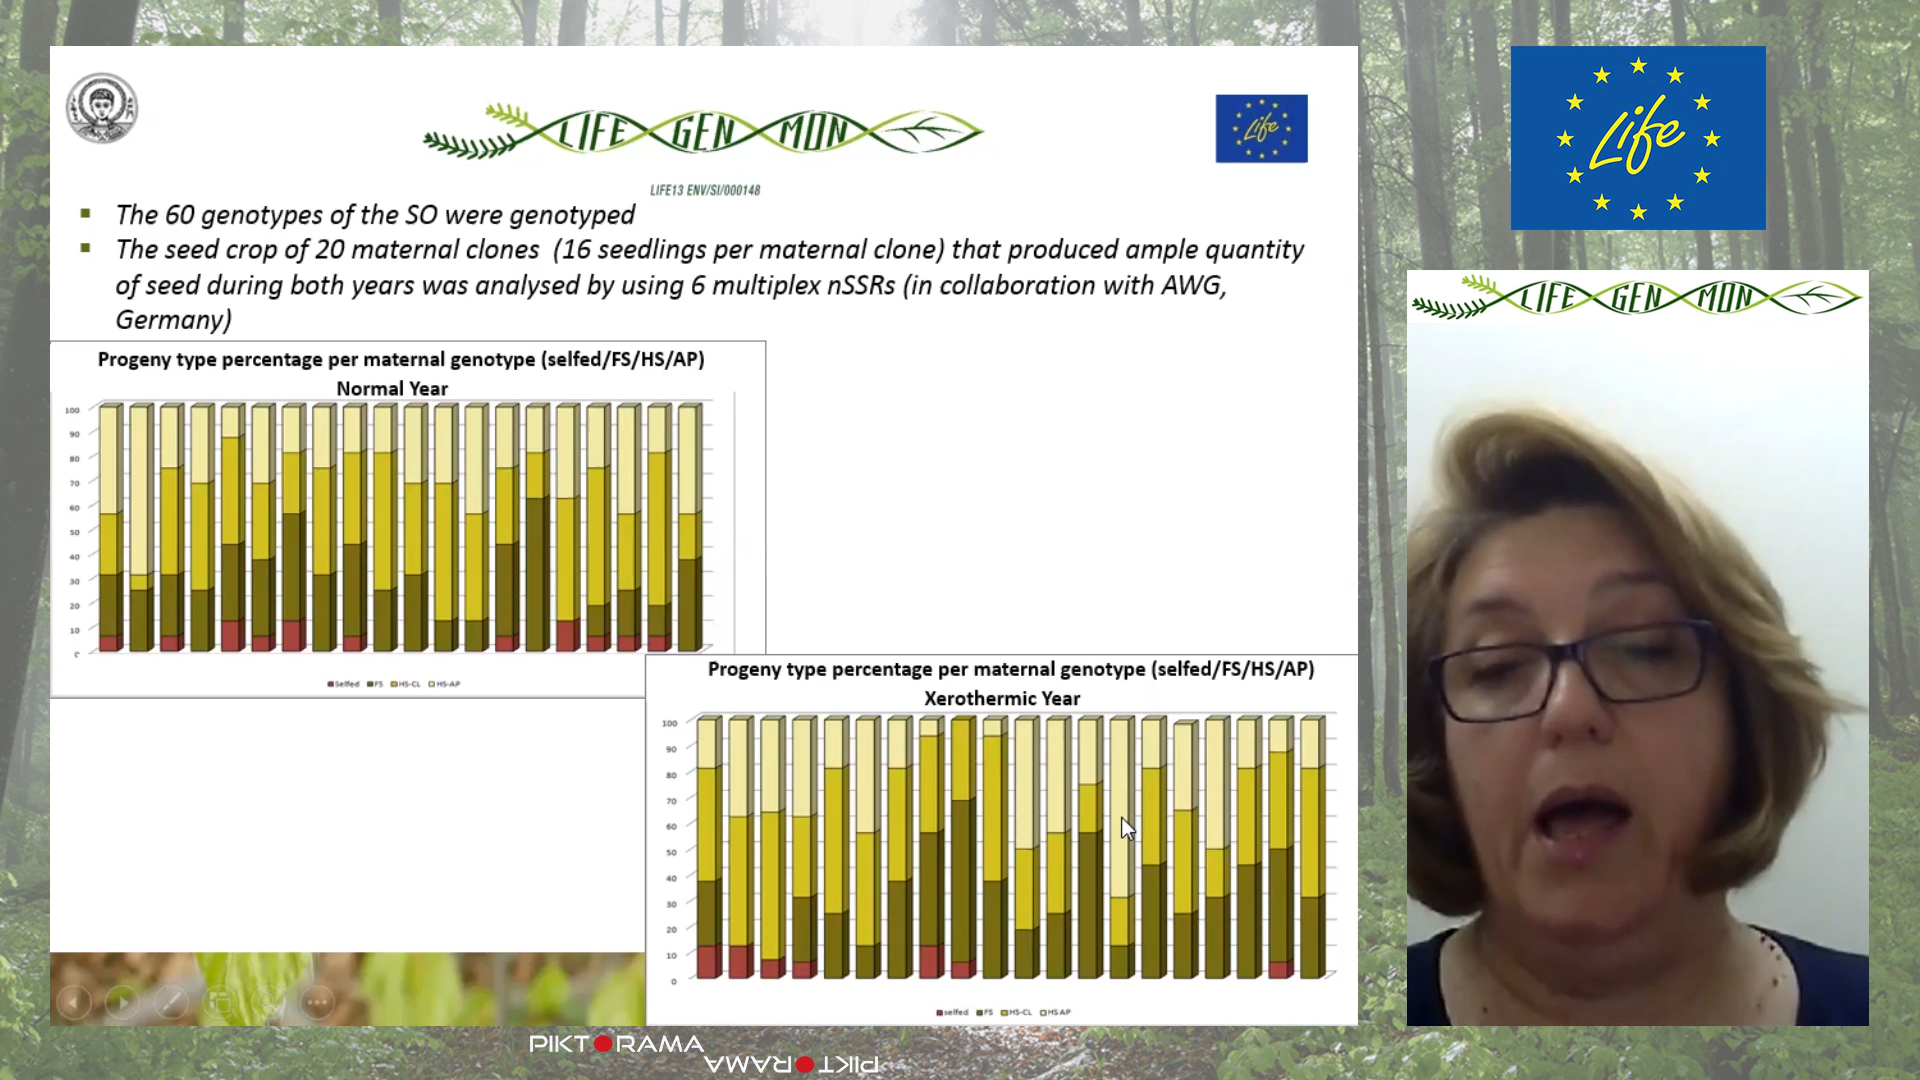 LIFE GEN MON
LIFE13 ENV/SI/000148
Life
Life
LIFE GEN MON
▪ The 60 genotypes of the SO were genotyped
▪ The seed crop of 20 maternal clones (16 seedlings per maternal clone) that produced ample quantity
of seed during both years was analysed by using 6 multiplex nSSRs (in collaboration with AWG,
Germany)
Progeny type percentage per maternal genotype (selfed/FS/HS/AP)
Normal Year
100
90
80
70
60
50
40
30
20
10
Selfed FS HS-CL HS-AP
Progeny type percentage per maternal genotype (selfed/FS/HS/AP)
Xerothermic Year
100
90
80
70
60
50
40
30
20
10
0
selfed FS HS-CL HS AP
PIKTORAMA
PIKTORAMA